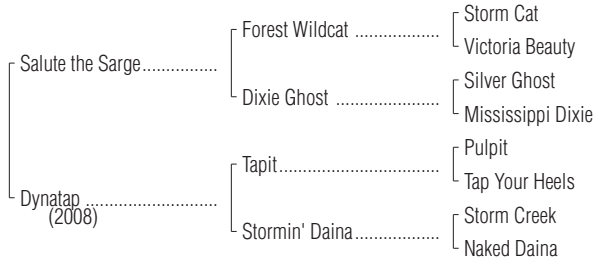 Storm Cat
Forest Wildcat ..................
Victoria Beauty
Salute the Sarge................
Silver Ghost
Dixie Ghost ......................
Mississippi Dixie
Pulpit
Tapit..................................
Tap Your Heels
Dynatap ............................
(2008)
Storm Creek
Stormin' Daina..................
Naked Daina